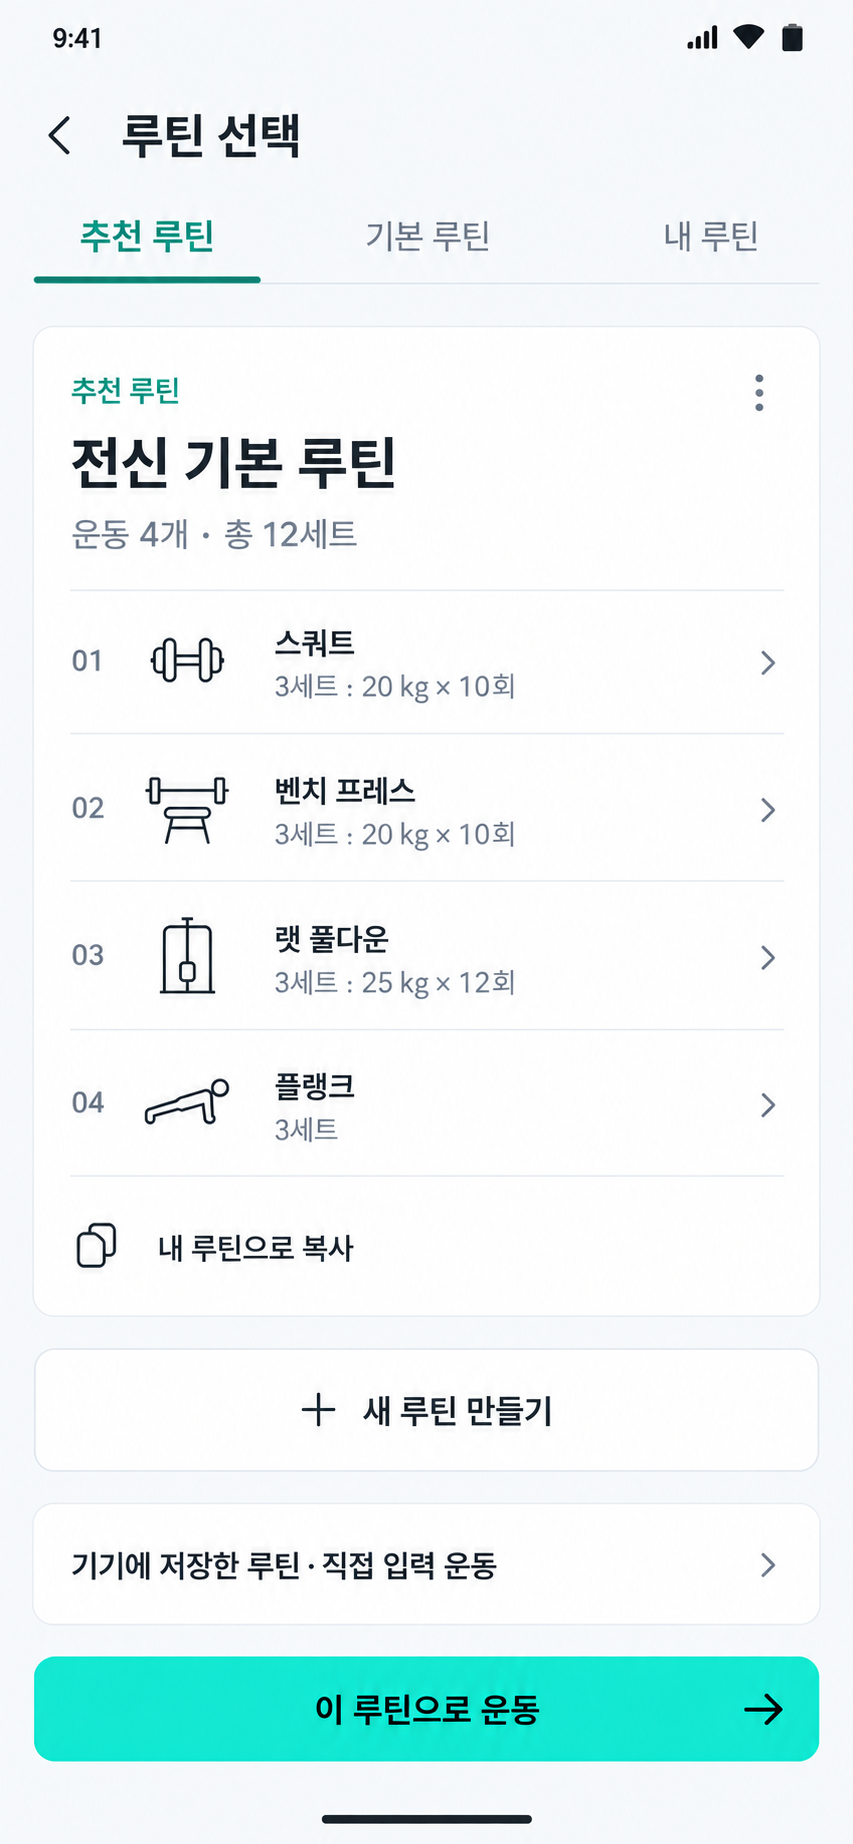 9:41
루틴 선택
추천 루틴
기본 루틴
내 루틴
추천 루틴
전신 기본 루틴
운동 4개 · 총 12세트
01
스쿼트
3세트 : 20 kg × 10회
02
벤치 프레스
3세트 : 20 kg × 10회
03
랫 풀다운
3세트 : 25 kg × 12회
04
플랭크
3세트
내 루틴으로 복사
새 루틴 만들기
기기에 저장한 루틴 · 직접 입력 운동
이 루틴으로 운동